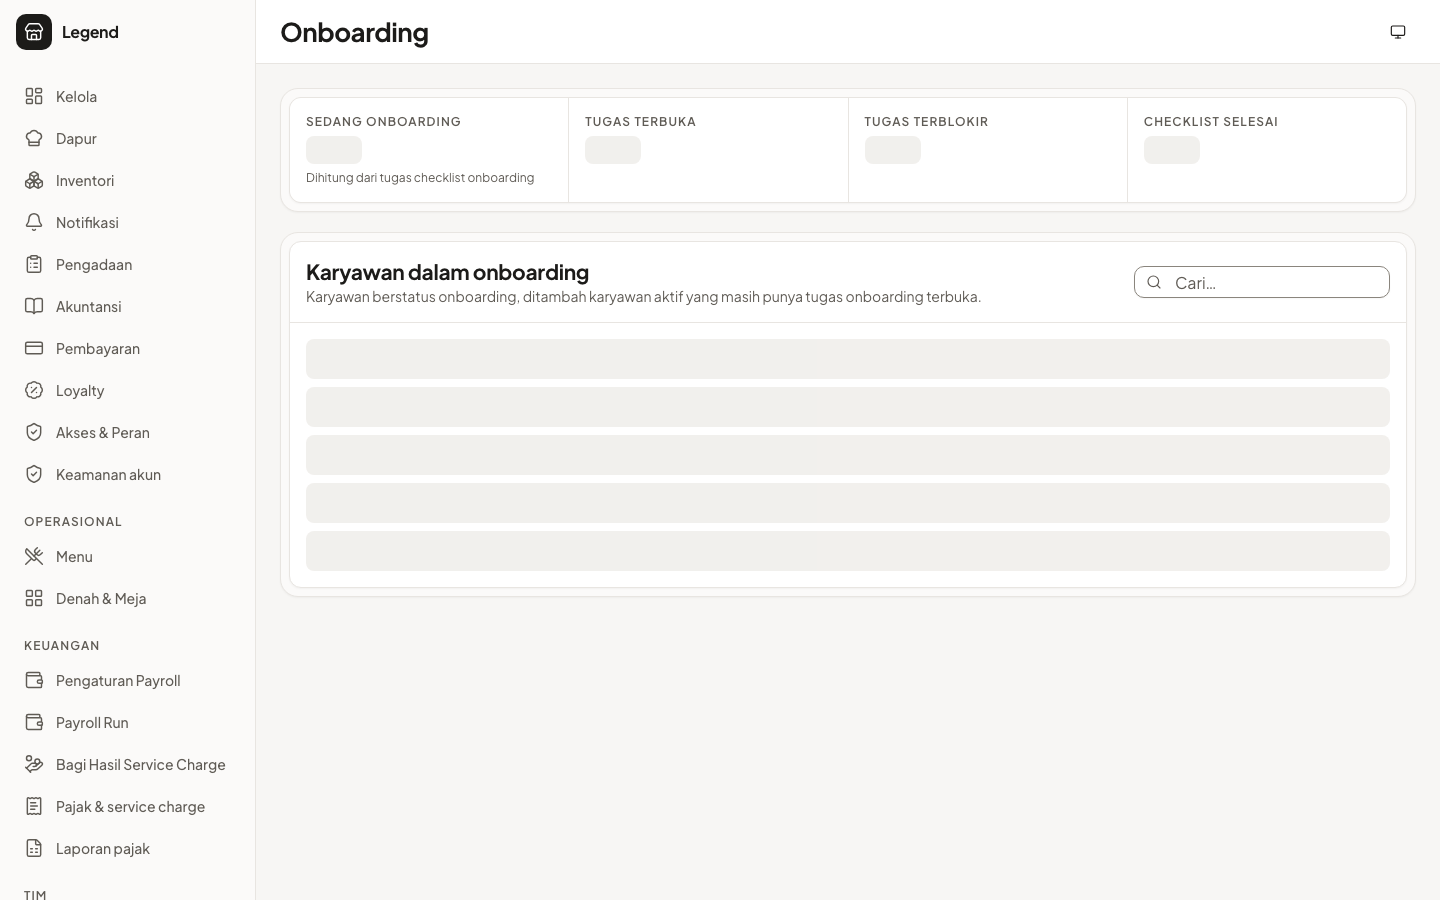 Legend
Onboarding
Kelola
Dapur
Inventori
Notifikasi
Pengadaan
Akuntansi
Pembayaran
Loyalty
Akses & Peran
Keamanan akun
OPERASIONAL
Menu
Denah & Meja
KEUANGAN
Pengaturan Payroll
Payroll Run
Bagi Hasil Service Charge
Pajak & service charge
Laporan pajak
TIM
SEDANG ONBOARDING
Dihitung dari tugas checklist onboarding
TUGAS TERBUKA
TUGAS TERBLOKIR
CHECKLIST SELESAI
Karyawan dalam onboarding
Karyawan berstatus onboarding, ditambah karyawan aktif yang masih punya tugas onboarding terbuka.
Cari...